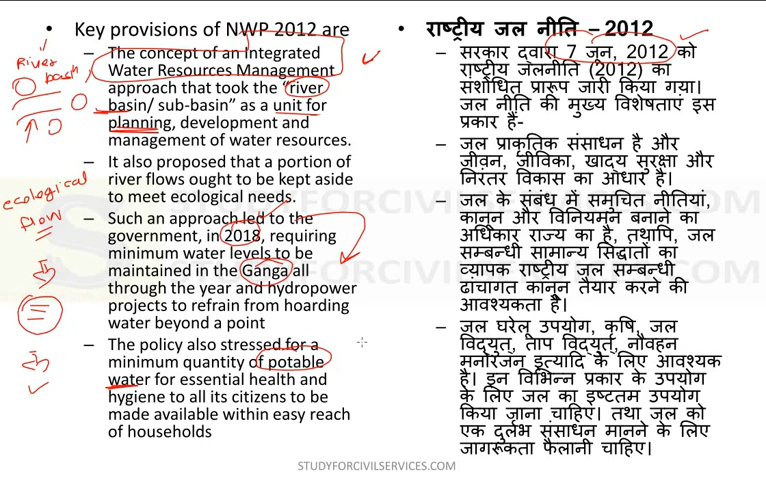 • Key provisions of NWP 2012 are
– The concept of an Integrated
Water Resources Management
approach that took the "river
basin/ sub-basin" as a unit for
planning, development and
management of water resources.
– It also proposed that a portion of
river flows ought to be kept aside
to meet ecological needs.
– Such an approach led to the
government, in 2018, requiring
minimum water levels to be
maintained in the Ganga all
through the year and hydropower
projects to refrain from hoarding
water beyond a point
– The policy also stressed for a
minimum quantity of potable
water for essential health and
hygiene to all its citizens to be
made available within easy reach
of households
River
basin
ecological
flow
• राष्ट्रीय जल नीति – 2012
– सरकार द्वारा 7 जून, 2012 को
राष्ट्रीय जलनीति (2012) का
संशोधित प्रारूप जारी किया गया।
जल नीति की मुख्य विशेषताएं इस
प्रकार हैं-
– जल प्राकृतिक संसाधन है और
जीवन, जीविका, खाद्य सुरक्षा और
निरंतर विकास का आधार है।
– जल के संबंध में समुचित नीतियां,
कानून और विनियमन बनाने का
अधिकार राज्य का है, तथापि, जल
सम्बन्धी सामान्य सिद्धातों का
व्यापक राष्ट्रीय जल सम्बन्धी
ढांचागत कानून तैयार करने की
आवश्यकता है।
– जल घरेलू उपयोग, कृषि, जल
विद्युत, ताप विद्युत, नौवहन
मनोरंजन इत्यादि के लिए आवश्यक
है। इन विभिन्न प्रकार के उपयोग
के लिए जल का इष्टतम उपयोग
किया जाना चाहिए। तथा जल को
एक दुर्लभ संसाधन मानने के लिए
जागरूकता फैलानी चाहिए।
STUDYFORCIVILSERVICES.COM